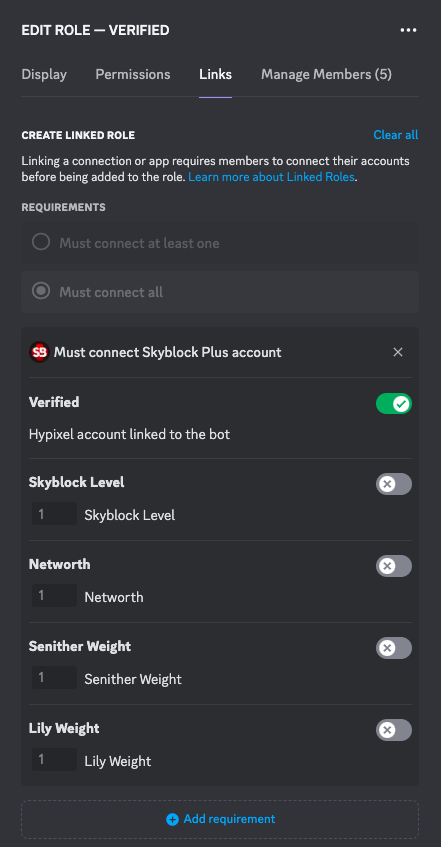 EDIT ROLE — VERIFIED
Display Permissions Links Manage Members (5)
CREATE LINKED ROLE Clear all
Linking a connection or app requires members to connect their accounts
before being added to the role. Learn more about Linked Roles.
REQUIREMENTS
Must connect at least one
Must connect all
SB Must connect Skyblock Plus account
Verified
Hypixel account linked to the bot
Skyblock Level
1 Skyblock Level
Networth
1 Networth
Senither Weight
1 Senither Weight
Lily Weight
1 Lily Weight
Add requirement